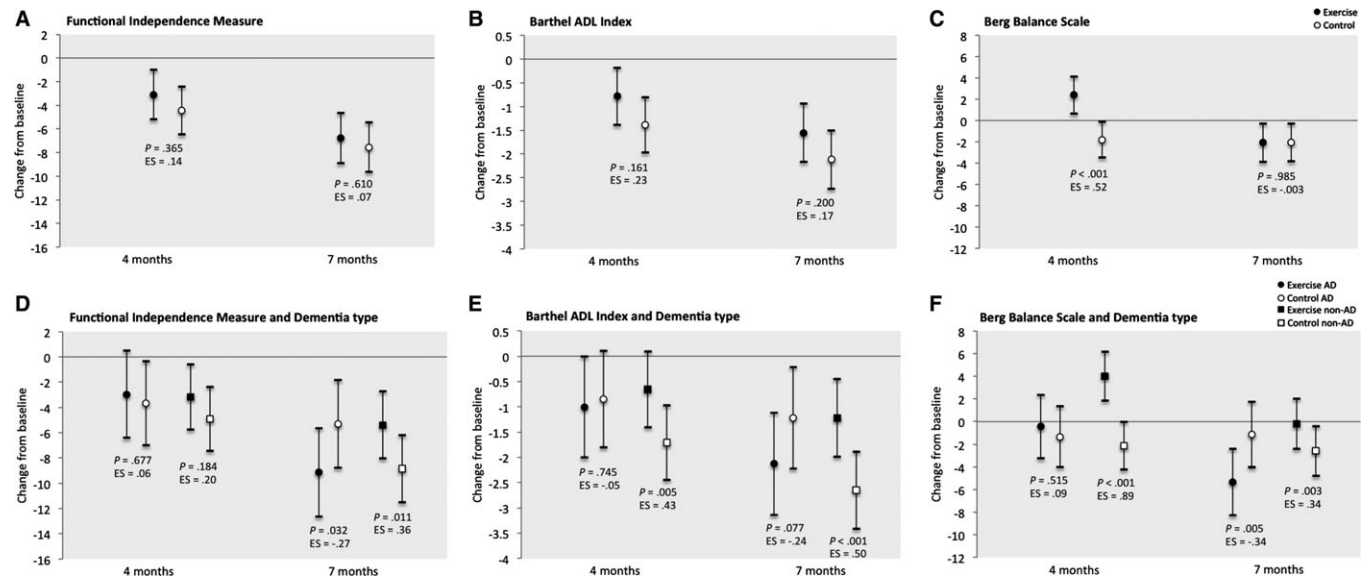 A Functional Independence Measure
Change from baseline
2
0
-2
-4
-6
-8
-10
-12
-14
-16
P = .365
ES = .14
P = .610
ES = .07
4 months 7 months
B Barthel ADL Index
Change from baseline
0.5
0
-0.5
-1
-1.5
-2
-2.5
-3
-3.5
-4
P = .161
ES = .23
P = .200
ES = .17
4 months 7 months
C Berg Balance Scale
Exercise
Control
Change from baseline
8
6
4
2
0
-2
-4
-6
-8
-10
-12
P < .001
ES = .52
P = .985
ES = -.003
4 months 7 months
D Functional Independence Measure and Dementia type
Change from baseline
2
0
-2
-4
-6
-8
-10
-12
-14
-16
P = .677
ES = .06
P = .184
ES = .20
P = .032
ES = -.27
P = .011
ES = .36
4 months 7 months
E Barthel ADL Index and Dementia type
Change from baseline
0.5
0
-0.5
-1
-1.5
-2
-2.5
-3
-3.5
-4
P = .745
ES = -.05
P = .005
ES = .43
P = .077
ES = -.24
P < .001
ES = .50
4 months 7 months
F Berg Balance Scale and Dementia type
Exercise AD
Control AD
Exercise non-AD
Control non-AD
Change from baseline
8
6
4
2
0
-2
-4
-6
-8
-10
-12
P = .515
ES = .09
P < .001
ES = .89
P = .005
ES = -.34
P = .003
ES = .34
4 months 7 months